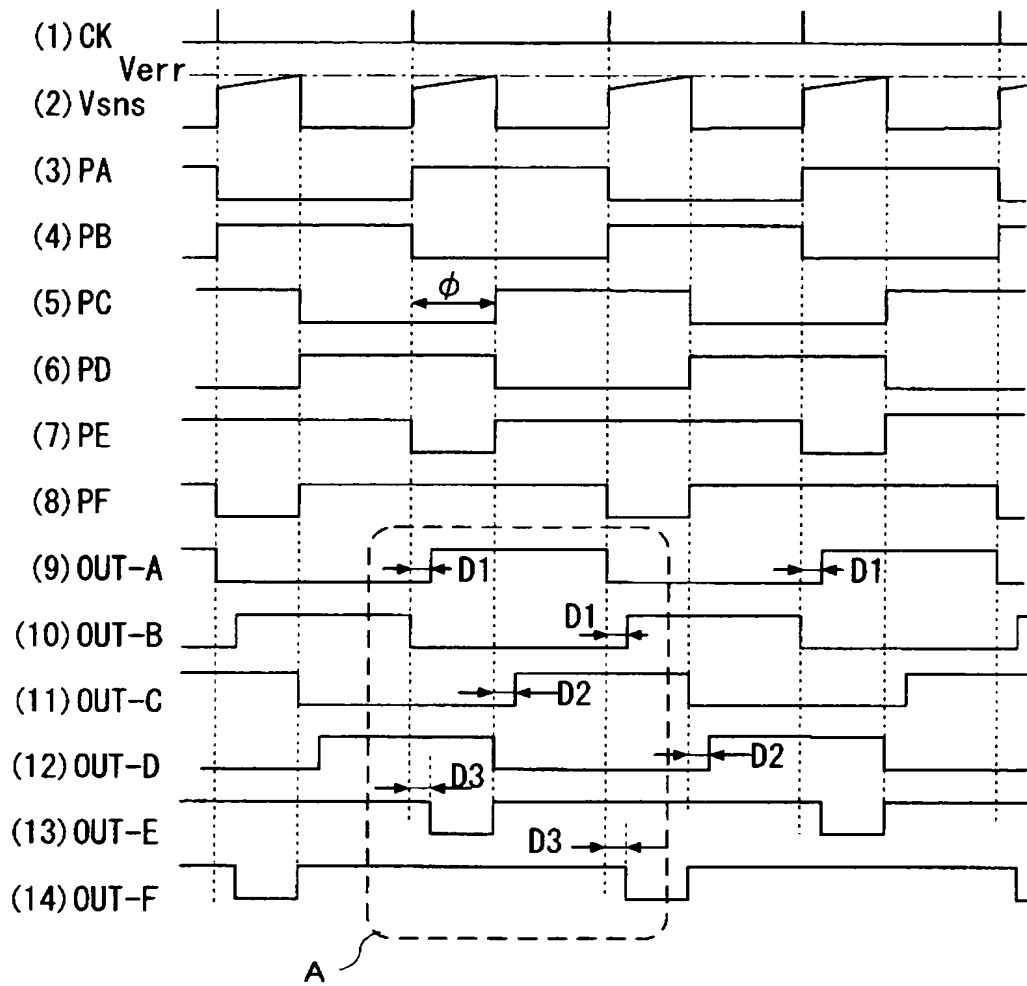 (1) CK
Verr
(2) Vsns
(3) PA
(4) PB
(5) PC
ϕ
(6) PD
(7) PE
(8) PF
(9) OUT-A
D1
D1
(10) OUT-B
D1
(11) OUT-C
D2
(12) OUT-D
D2
D3
(13) OUT-E
D3
(14) OUT-F
A